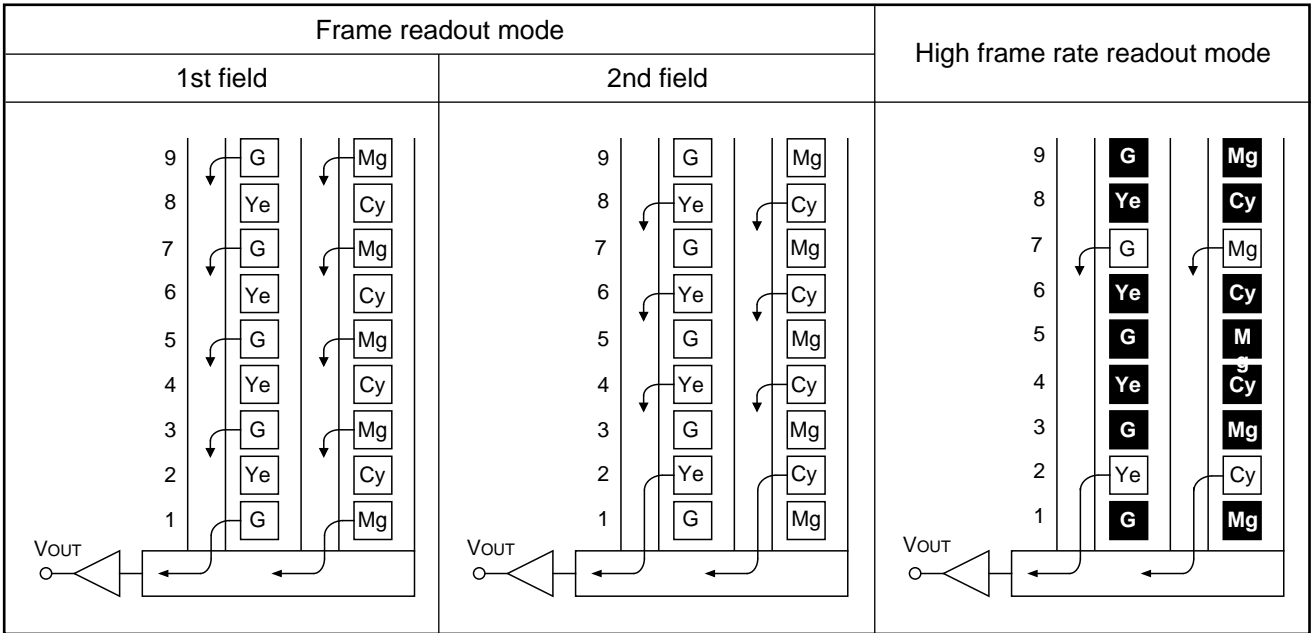 Frame readout mode
High frame rate readout mode
1st field
2nd field
9 G Mg
8 Ye Cy
7 G Mg
6 Ye Cy
5 G Mg
4 Ye Cy
3 G Mg
2 Ye Cy
1 G Mg
VOUT
9 G Mg
8 Ye Cy
7 G Mg
6 Ye Cy
5 G Mg
4 Ye Cy
3 G Mg
2 Ye Cy
1 G Mg
VOUT
9 G Mg
8 Ye Cy
7 G Mg
6 Ye Cy
5 G M
g
4 Ye Cy
3 G Mg
2 Ye Cy
1 G Mg
VOUT